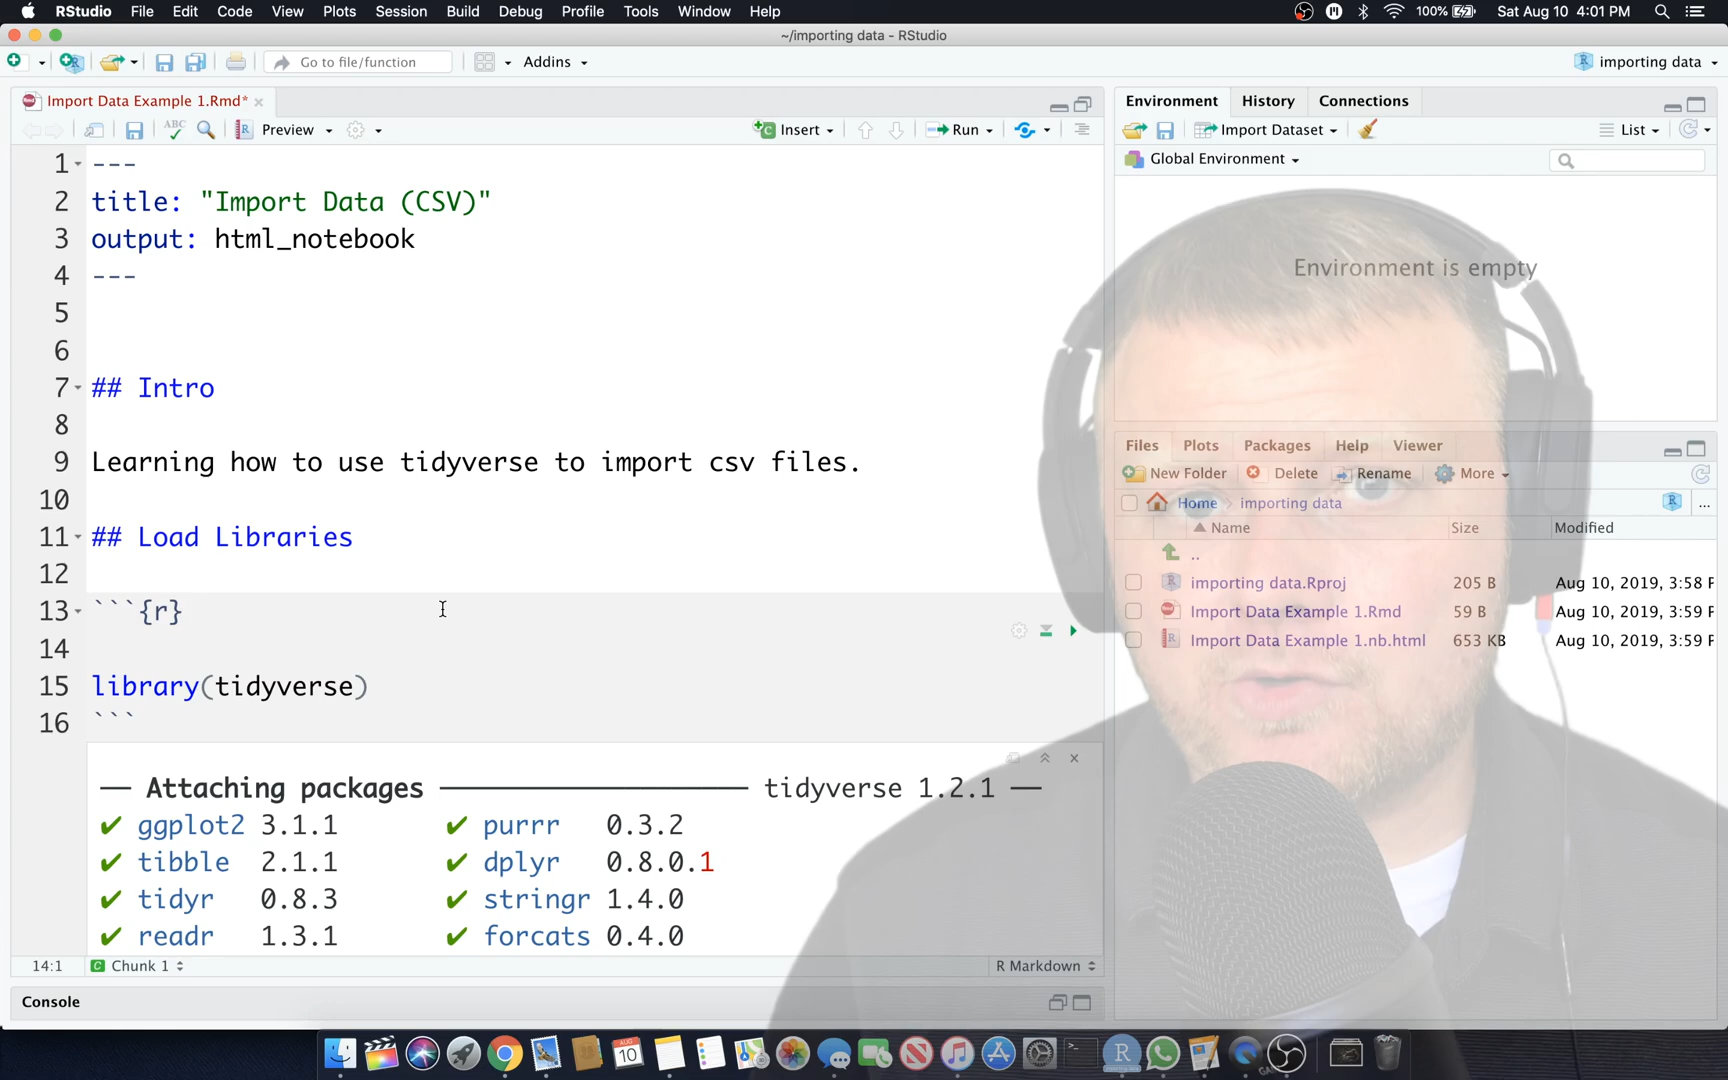 RStudio File Edit Code View Plots Session Build Debug Profile Tools Window Help 100% Sat Aug 10 4:01 PM
~/importing data - RStudio
Go to file/function Addins importing data
Import Data Example 1.Rmd*
Environment History Connections
ABC Preview Insert Run
Import Dataset List
Global Environment
1 ---
2 title: "Import Data (CSV)"
3 output: html_notebook
4 ---
5
6
7 ## Intro
8
9 Learning how to use tidyverse to import csv files.
10
11 ## Load Libraries
12
13 ```{r}
14
15 library(tidyverse)
16 ```
── Attaching packages ──────── tidyverse 1.2.1 ──
✔ ggplot2 3.1.1 ✔ purrr 0.3.2
✔ tibble 2.1.1 ✔ dplyr 0.8.0.1
✔ tidyr 0.8.3 ✔ stringr 1.4.0
✔ readr 1.3.1 ✔ forcats 0.4.0
14:1 C Chunk 1 R Markdown
Console
Environment is empty
Files Plots Packages Help Viewer
New Folder Delete Rename More
Home > importing data ...
Name Size Modified
..
importing data.Rproj 205 B Aug 10, 2019, 3:58 P
Import Data Example 1.Rmd 59 B Aug 10, 2019, 3:59 P
Import Data Example 1.nb.html 653 KB Aug 10, 2019, 3:59 P
AUG
10
R